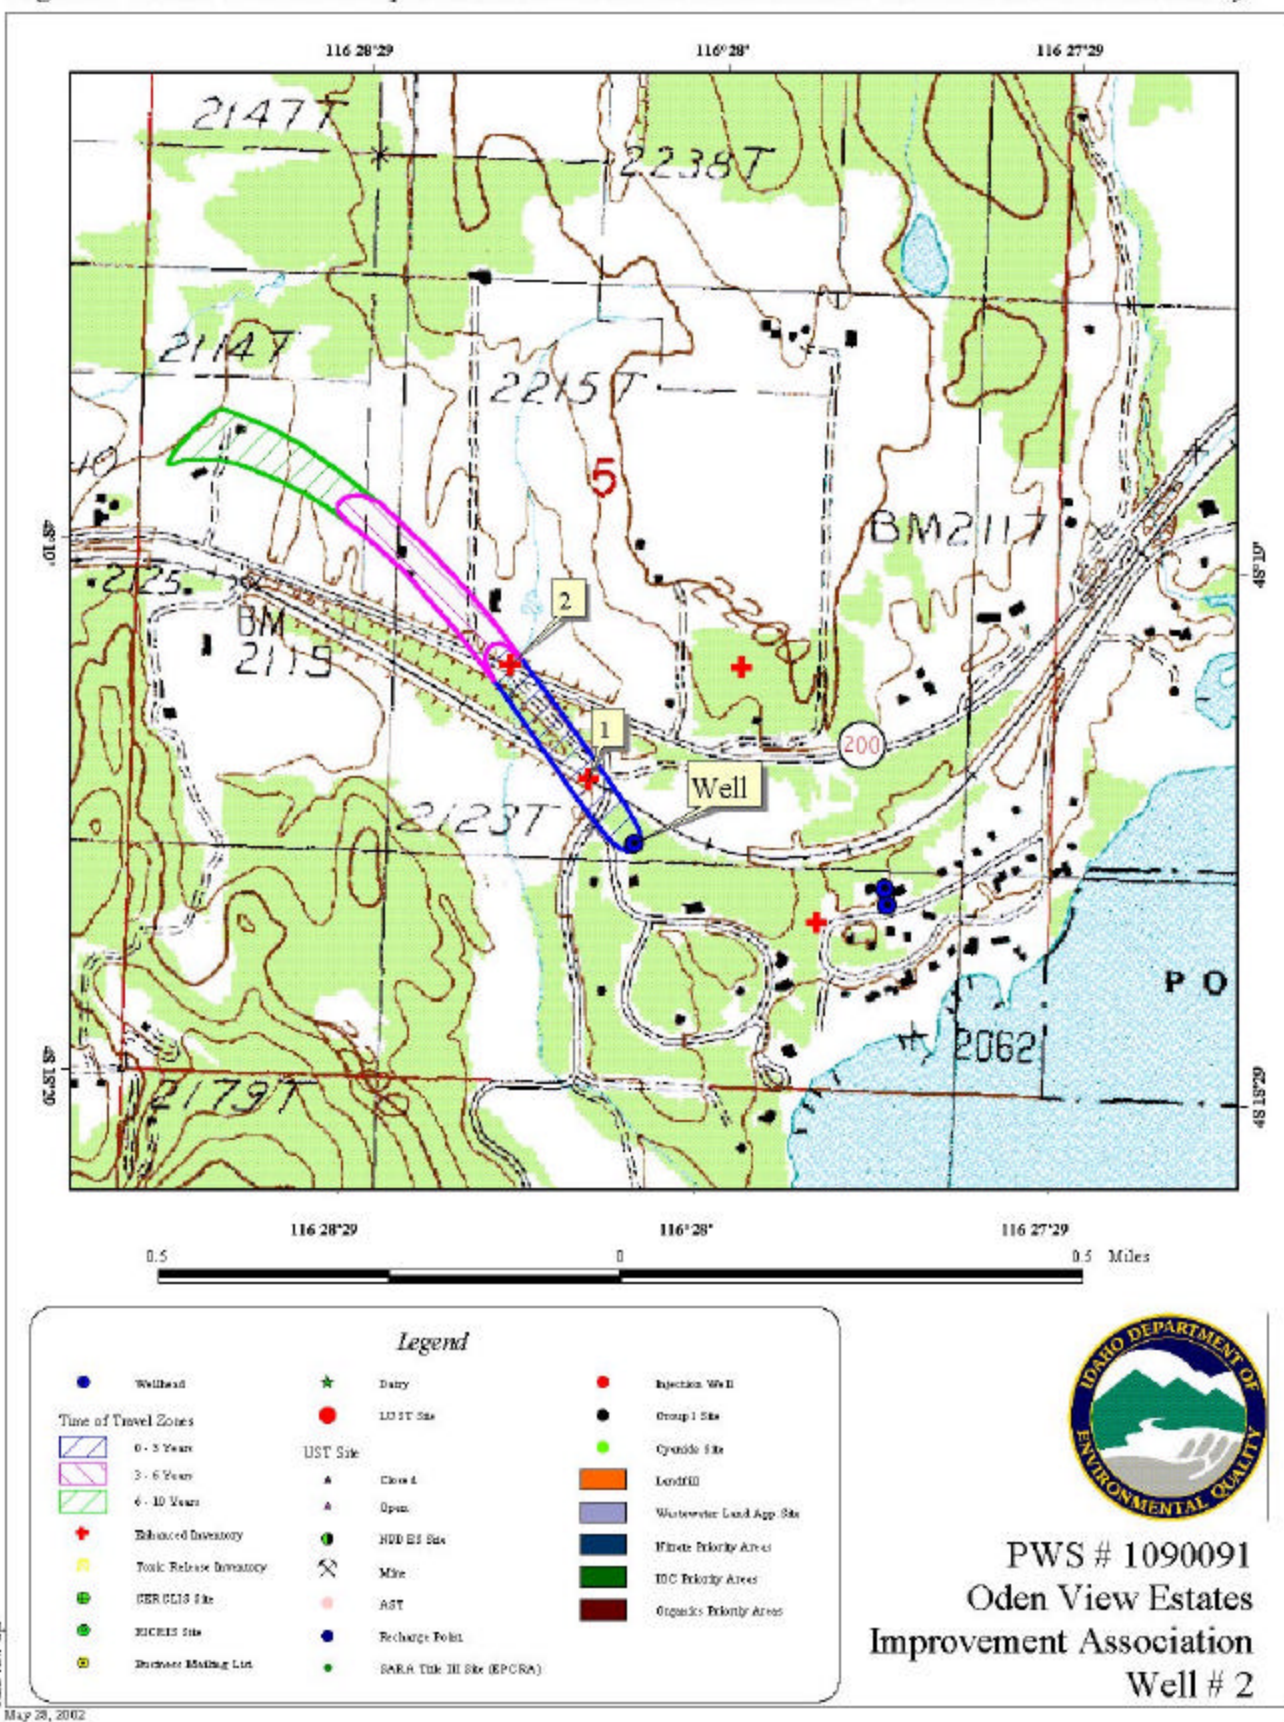 116 28'29
116°28"
116 27'29
2147T
2238T
2114T
2215T
5
BM2117
2125
BM
2119
2
1
200
Well
2123T
48°10"
48°19"
P O
2062
2179T
48 18'29
116 28'29
116°28"
116 27'29
0.5
0
0.5 Miles
Legend
Wellhead
Time of Travel Zones
0 - 3 Years
3 - 6 Years
6 - 10 Years
Enhanced Inventory
Toxic Release Inventory
CERCLIS Site
RICRIS Site
Business Mailing List
Dairy
LUST Site
UST Site
Closed
Open
NPDES Site
Mine
AST
Recharge Point
SARA Title III Site (EPCRA)
Injection Well
Group 1 Site
Cyanide Site
Landfill
Wastewater Land App. Site
Nitrate Priority Areas
IOC Priority Areas
Organics Priority Areas
IDAHO DEPARTMENT OF
ENVIRONMENTAL QUALITY
PWS # 1090091
Oden View Estates
Improvement Association
Well # 2
May 28, 2002